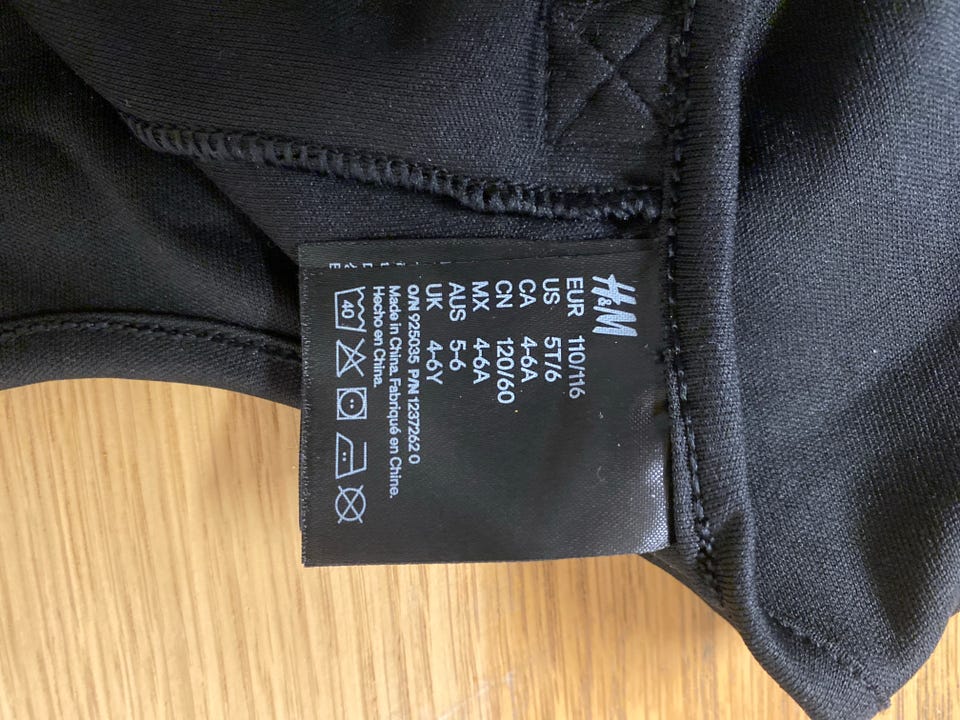 H&M
EUR 110/116
US 5T/6
CA 4-6A
CN 120/60
MX 4-6A
AUS 5-6
UK 4-6Y
O/N 925035 P/N 1237262 0
Made in China. Fabriqué en Chine.
Hecho en China.
40